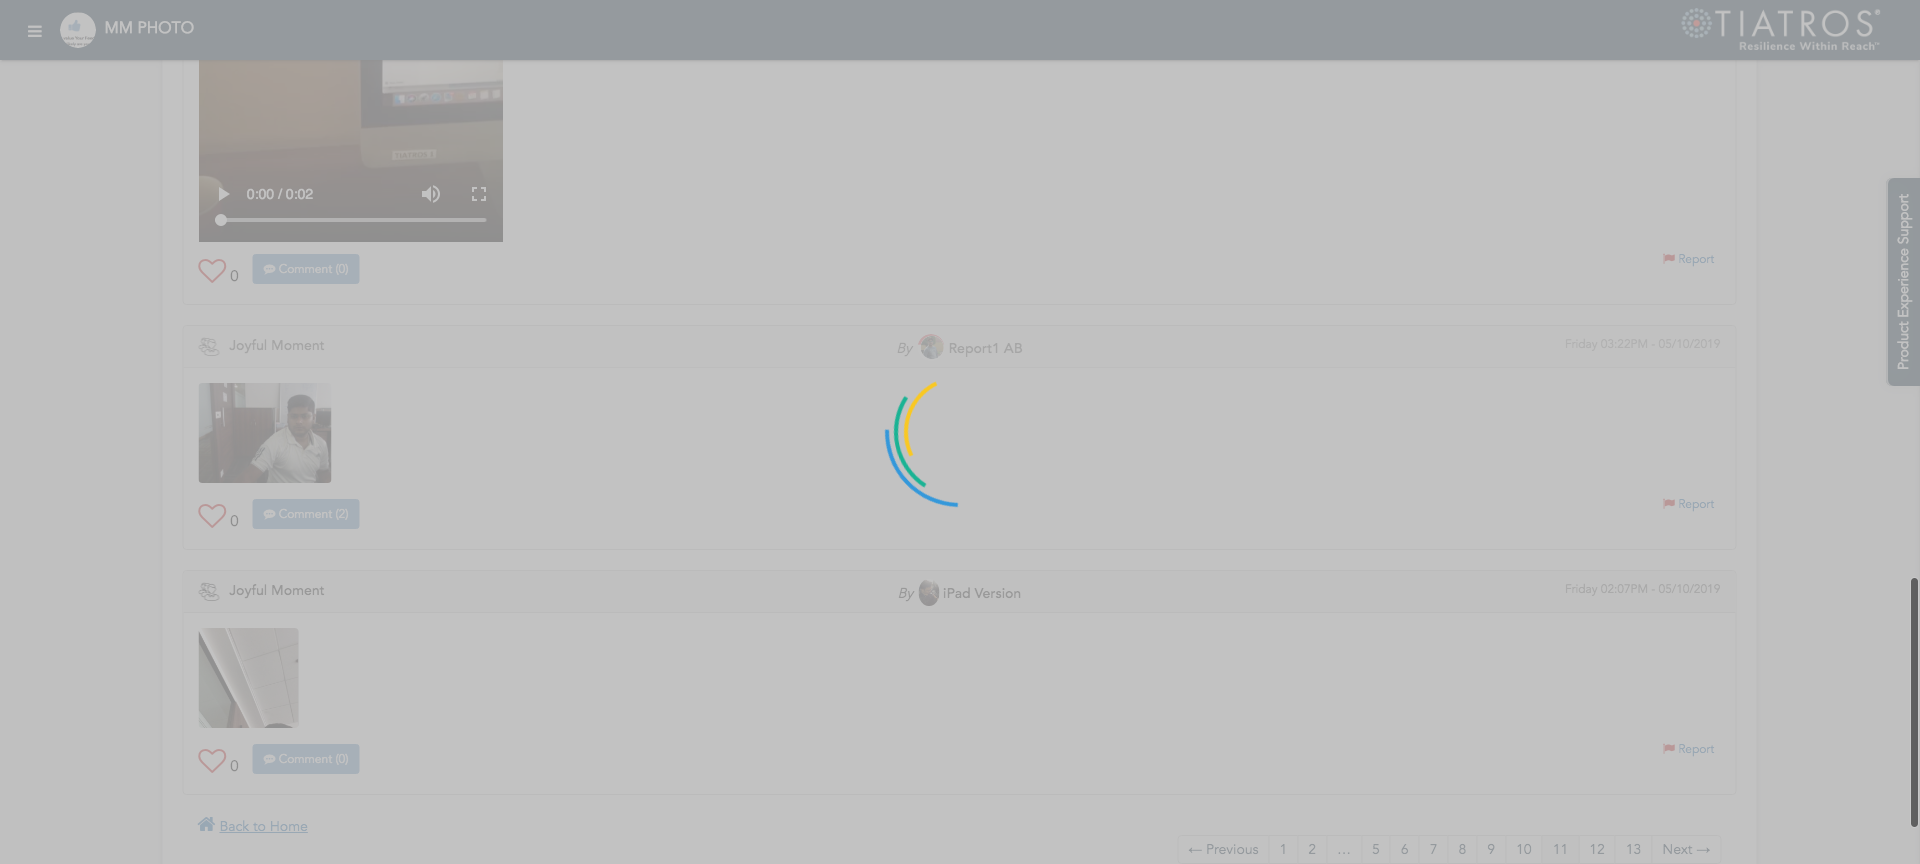 MM PHOTO
TIATROS®
Resilience Within Reach™
TIATROS 2
0:00 / 0:02
0
Comment (0)
Report
Product Experience Support
Joyful Moment
By Report1 AB
Friday 03:22PM - 05/10/2019
0
Comment (2)
Report
Joyful Moment
By iPad Version
Friday 02:07PM - 05/10/2019
0
Comment (0)
Report
Back to Home
← Previous 1 2 ... 5 6 7 8 9 10 11 12 13 Next →